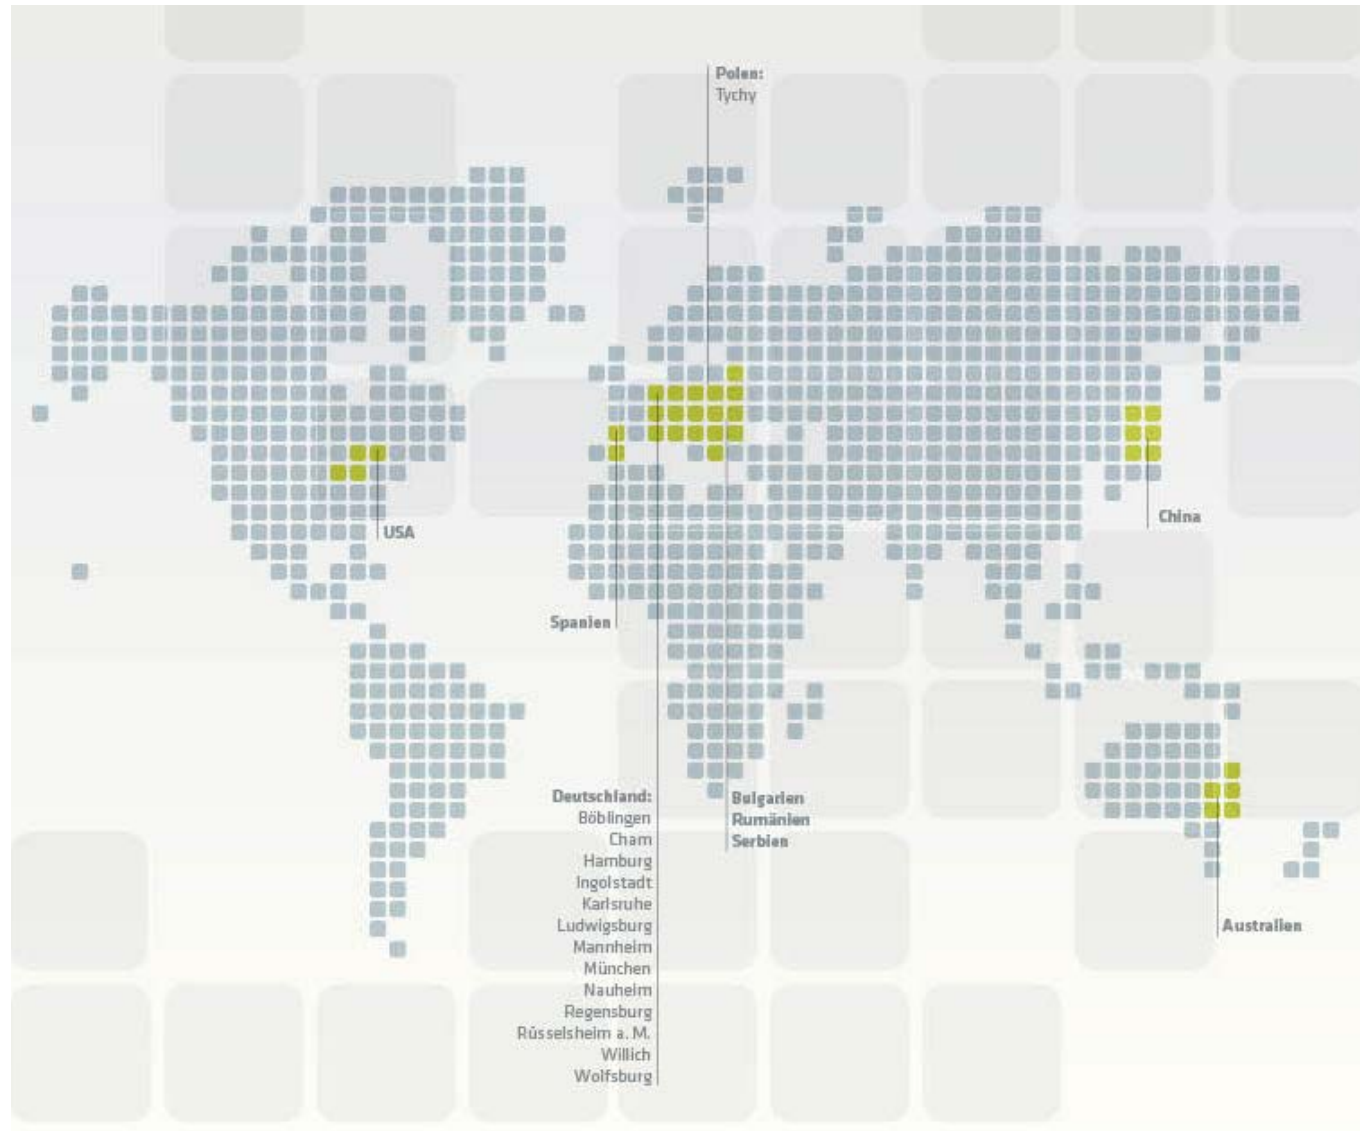 Polen:
Tychy
USA
China
Spanien
Deutschland:
Böblingen
Cham
Hamburg
Ingolstadt
Karlsruhe
Ludwigsburg
Mannheim
München
Nauheim
Regensburg
Rüsselsheim a. M.
Willich
Wolfsburg
Bulgarien
Rumänien
Serbien
Australien